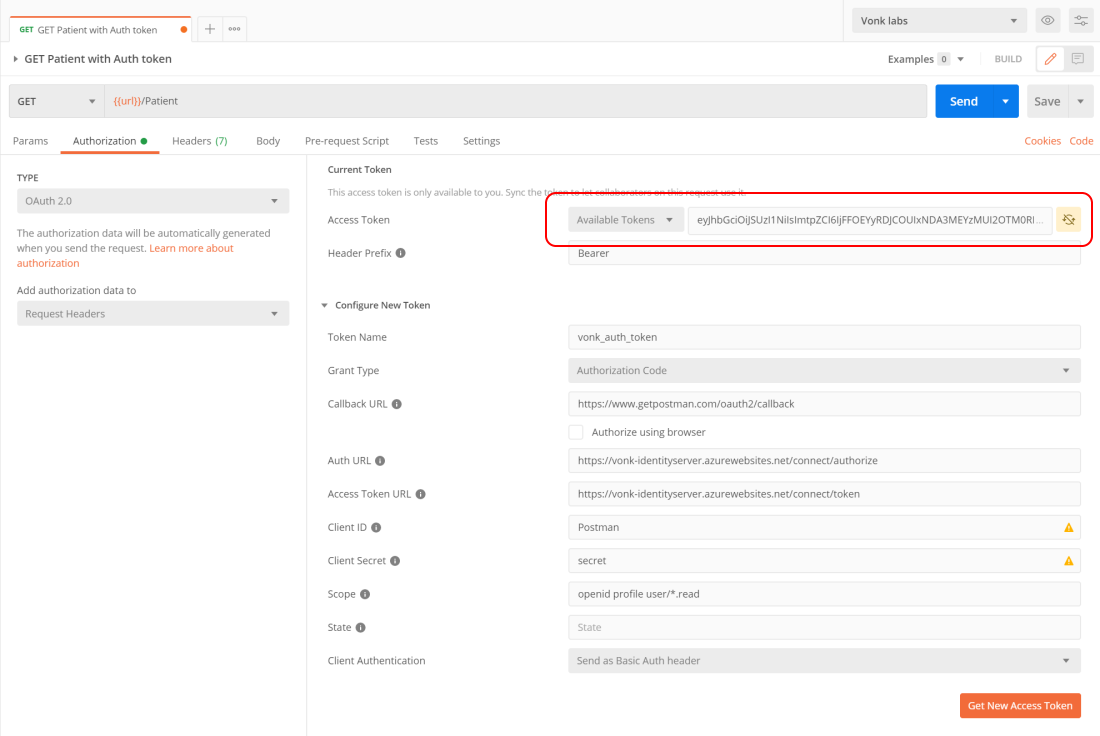 GET GET Patient with Auth token
Vonk labs
GET Patient with Auth token
Examples 0
BUILD
GET
{{url}}/Patient
Send
Save
Params Authorization Headers (7) Body Pre-request Script Tests Settings Cookies Code
TYPE
OAuth 2.0
The authorization data will be automatically generated
when you send the request. Learn more about
authorization
Add authorization data to
Request Headers
Current Token
This access token is only available to you. Sync the token to let collaborators on this request use it.
Access Token
Available Tokens
Header Prefix
Bearer
Configure New Token
Token Name
vonk_auth_token
Grant Type
Authorization Code
Callback URL
https://www.getpostman.com/oauth2/callback
Authorize using browser
Auth URL
https://vonk-identityserver.azurewebsites.net/connect/authorize
Access Token URL
https://vonk-identityserver.azurewebsites.net/connect/token
Client ID
Postman
Client Secret
secret
Scope
openid profile user/*.read
State
State
Client Authentication
Send as Basic Auth header
Get New Access Token